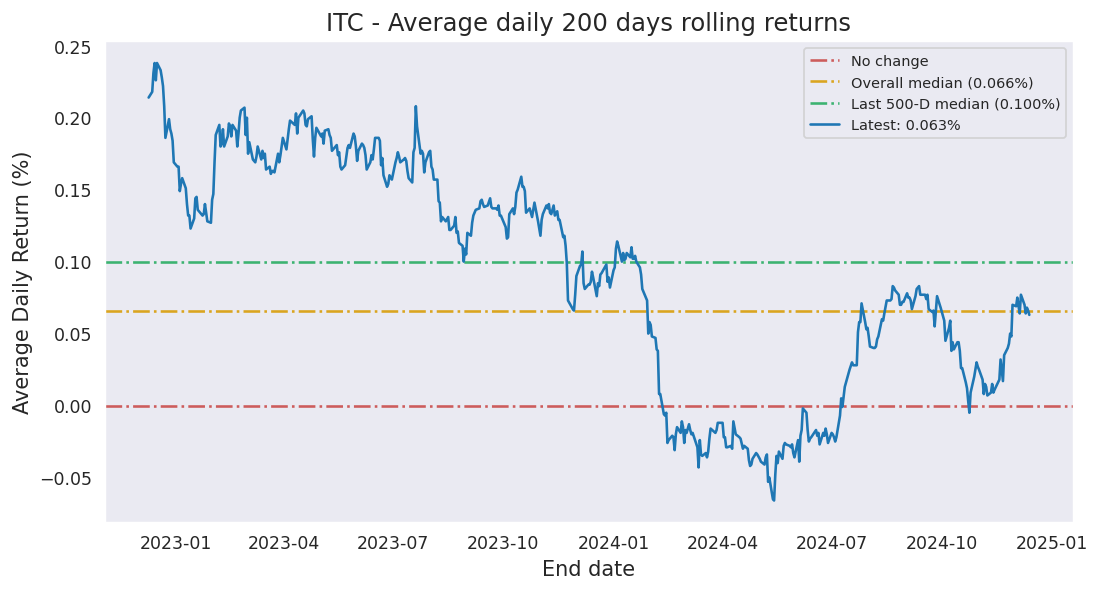 ITC - Average daily 200 days rolling returns
No change
Overall median (0.066%)
Last 500-D median (0.100%)
Latest: 0.063%
Average Daily Return (%)
0.25
0.20
0.15
0.10
0.05
0.00
−0.05
2023-01 2023-04 2023-07 2023-10 2024-01 2024-04 2024-07 2024-10 2025-01
End date